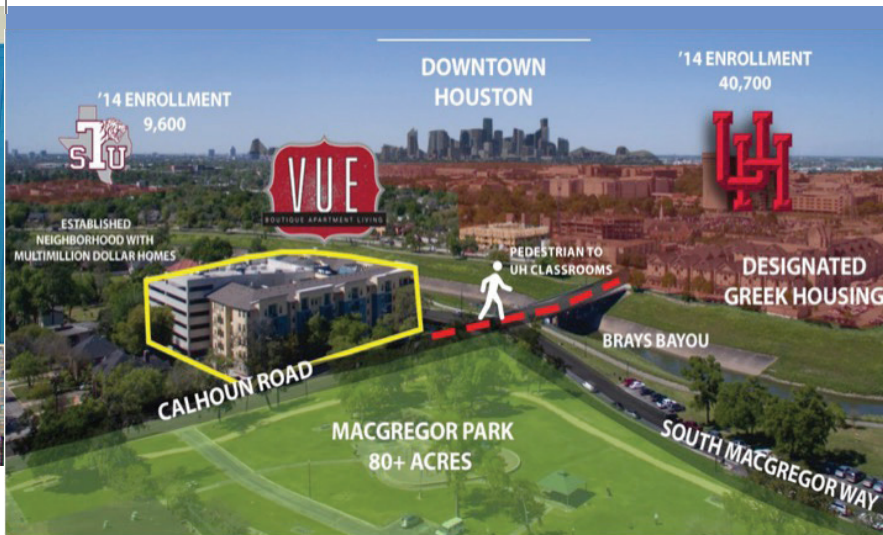 '14 ENROLLMENT
9,600
STU
DOWNTOWN
HOUSTON
'14 ENROLLMENT
40,700
UH
VUE
BOUTIQUE APARTMENT LIVING
ESTABLISHED
NEIGHBORHOOD WITH
MULTIMILLION DOLLAR HOMES
PEDESTRIAN TO
UH CLASSROOMS
DESIGNATED
GREEK HOUSING
BRAYS BAYOU
CALHOUN ROAD
MACGREGOR PARK
80+ ACRES
SOUTH MACGREGOR WAY